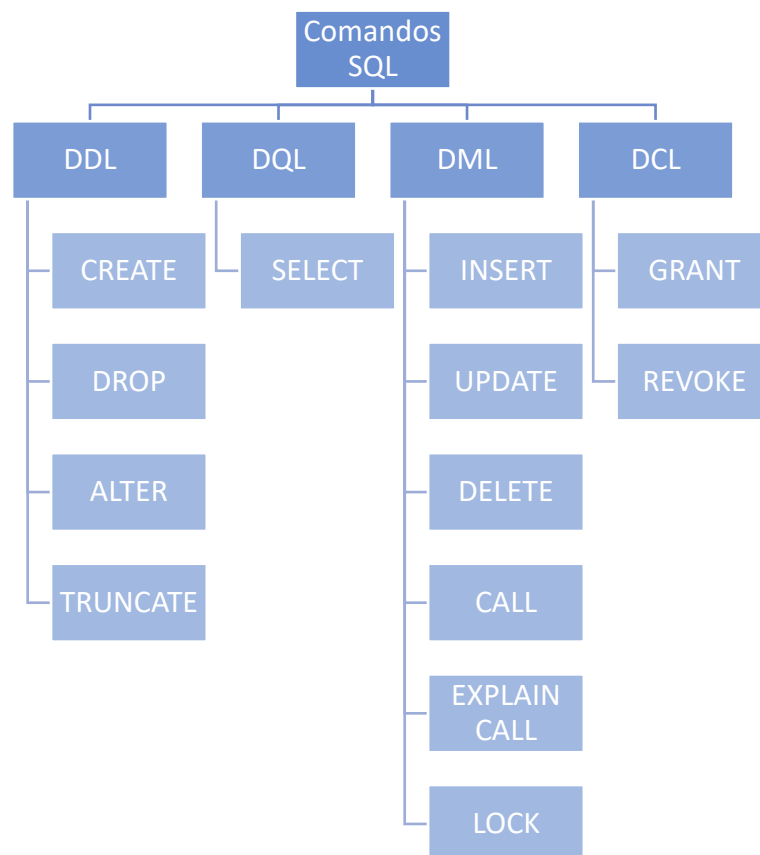 Comandos
SQL
DDL
DQL
DML
DCL
CREATE
SELECT
INSERT
GRANT
DROP
UPDATE
REVOKE
ALTER
DELETE
TRUNCATE
CALL
EXPLAIN
CALL
LOCK